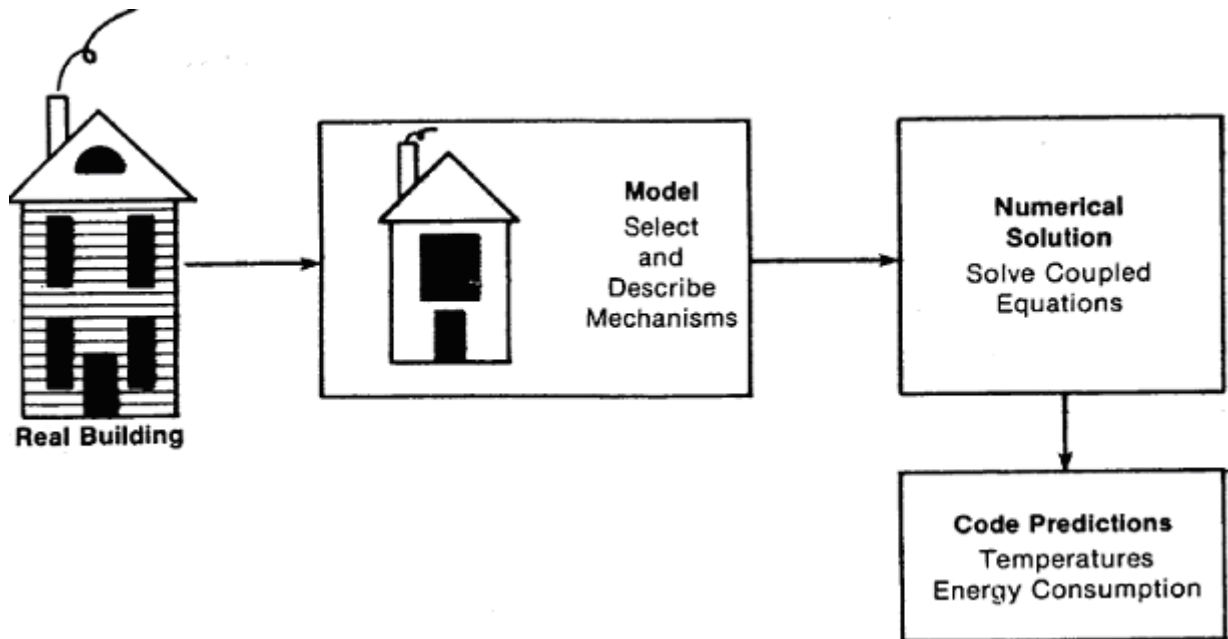 Real Building
Model
Select
and
Describe
Mechanisms
Numerical
Solution
Solve Coupled
Equations
Code Predictions
Temperatures
Energy Consumption